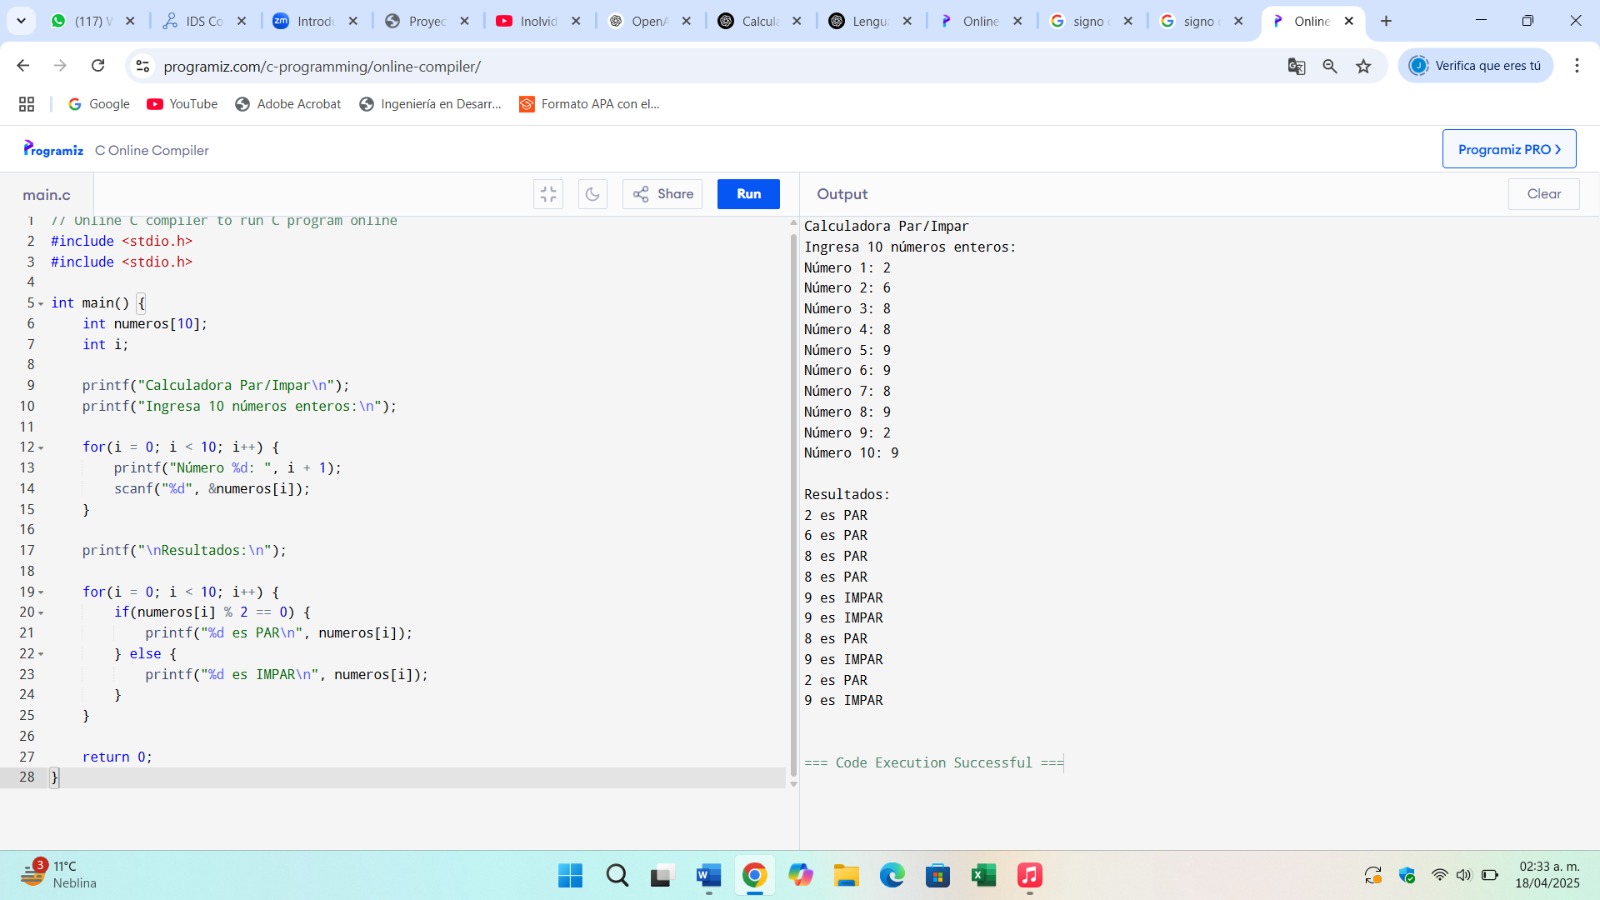 (117) W
IDS Co
zm Introdu
Proyec
Inolvid
OpenA
Calcula
Lengu
Online
signo
signo
Online
programiz.com/c-programming/online-compiler/
Verifica que eres tú
Google
YouTube
Adobe Acrobat
Ingeniería en Desarr...
Formato APA con el...
Programiz C Online Compiler
Programiz PRO >
main.c
Share
Run
Output
Clear
1 // Online C compiler to run C program online
2 #include <stdio.h>
3 #include <stdio.h>
4
5 int main() {
6 int numeros[10];
7 int i;
8
9 printf("Calculadora Par/Impar\n");
10 printf("Ingresa 10 números enteros:\n");
11
12 for(i = 0; i < 10; i++) {
13 printf("Número %d: ", i + 1);
14 scanf("%d", &numeros[i]);
15 }
16
17 printf("\nResultados:\n");
18
19 for(i = 0; i < 10; i++) {
20 if(numeros[i] % 2 == 0) {
21 printf("%d es PAR\n", numeros[i]);
22 } else {
23 printf("%d es IMPAR\n", numeros[i]);
24 }
25 }
26
27 return 0;
28 }
Calculadora Par/Impar
Ingresa 10 números enteros:
Número 1: 2
Número 2: 6
Número 3: 8
Número 4: 8
Número 5: 9
Número 6: 9
Número 7: 8
Número 8: 9
Número 9: 2
Número 10: 9
Resultados:
2 es PAR
6 es PAR
8 es PAR
8 es PAR
9 es IMPAR
9 es IMPAR
8 es PAR
9 es IMPAR
2 es PAR
9 es IMPAR
=== Code Execution Successful ===
3
11°C
Neblina
02:33 a. m.
18/04/2025